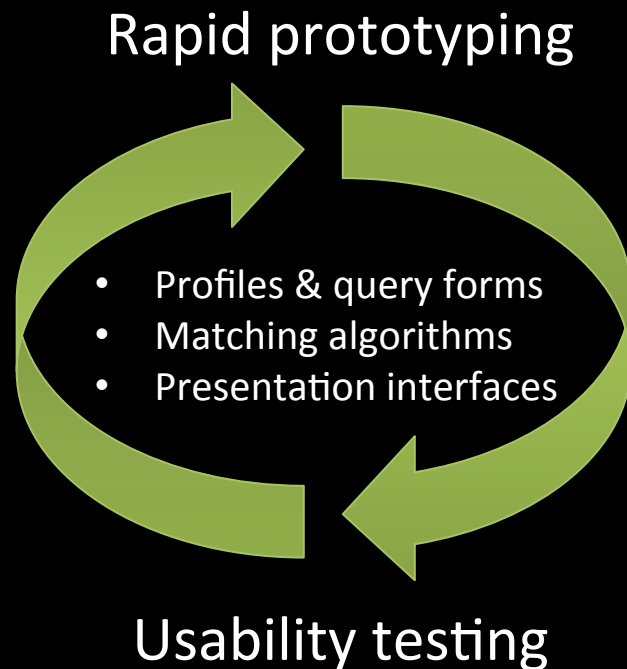 Rapid prototyping
• Profiles & query forms
• Matching algorithms
• Presentation interfaces
Usability testing